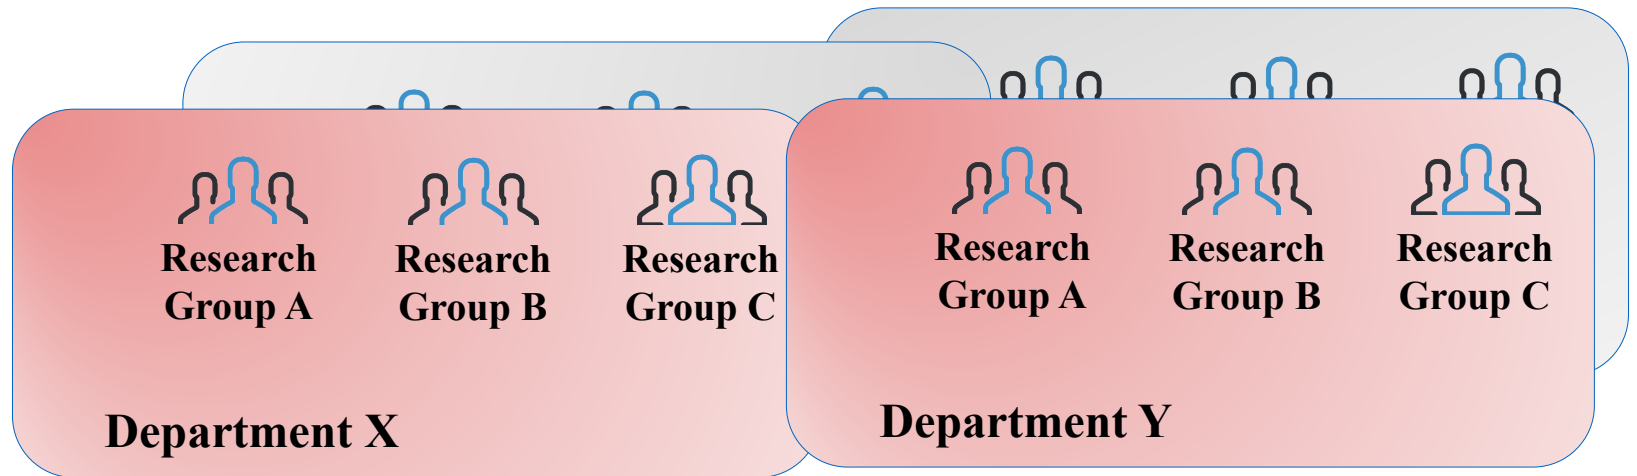 Research
Group A
Research
Group B
Research
Group C
Department X
Research
Group A
Research
Group B
Research
Group C
Department Y